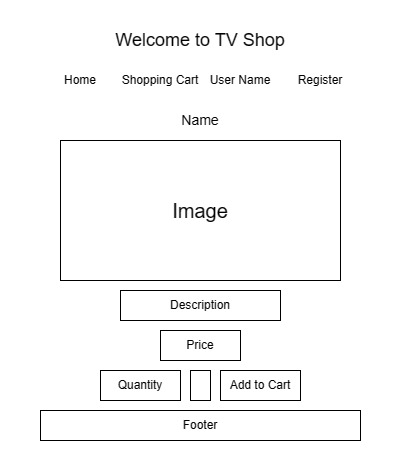 Welcome to TV Shop
Home Shopping Cart User Name Register
Name
Image
Description
Price
Quantity Add to Cart
Footer